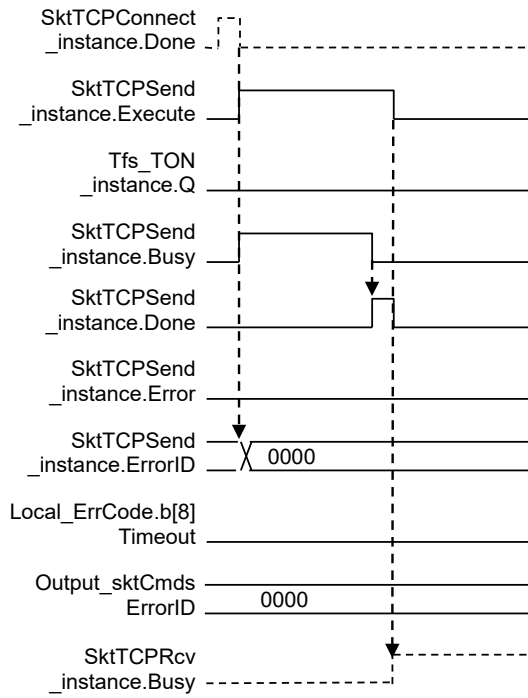 SktTCPConnect
_instance.Done
SktTCPSend
_instance.Execute
Tfs_TON
_instance.Q
SktTCPSend
_instance.Busy
SktTCPSend
_instance.Done
SktTCPSend
_instance.Error
SktTCPSend
_instance.ErrorID
0000
Local_ErrCode.b[8]
Timeout
Output_sktCmds
ErrorID
0000
SktTCPRcv
_instance.Busy